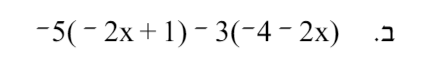 ב. ⁻5(⁻2x + 1) ⁻ 3(⁻4 ⁻ 2x)